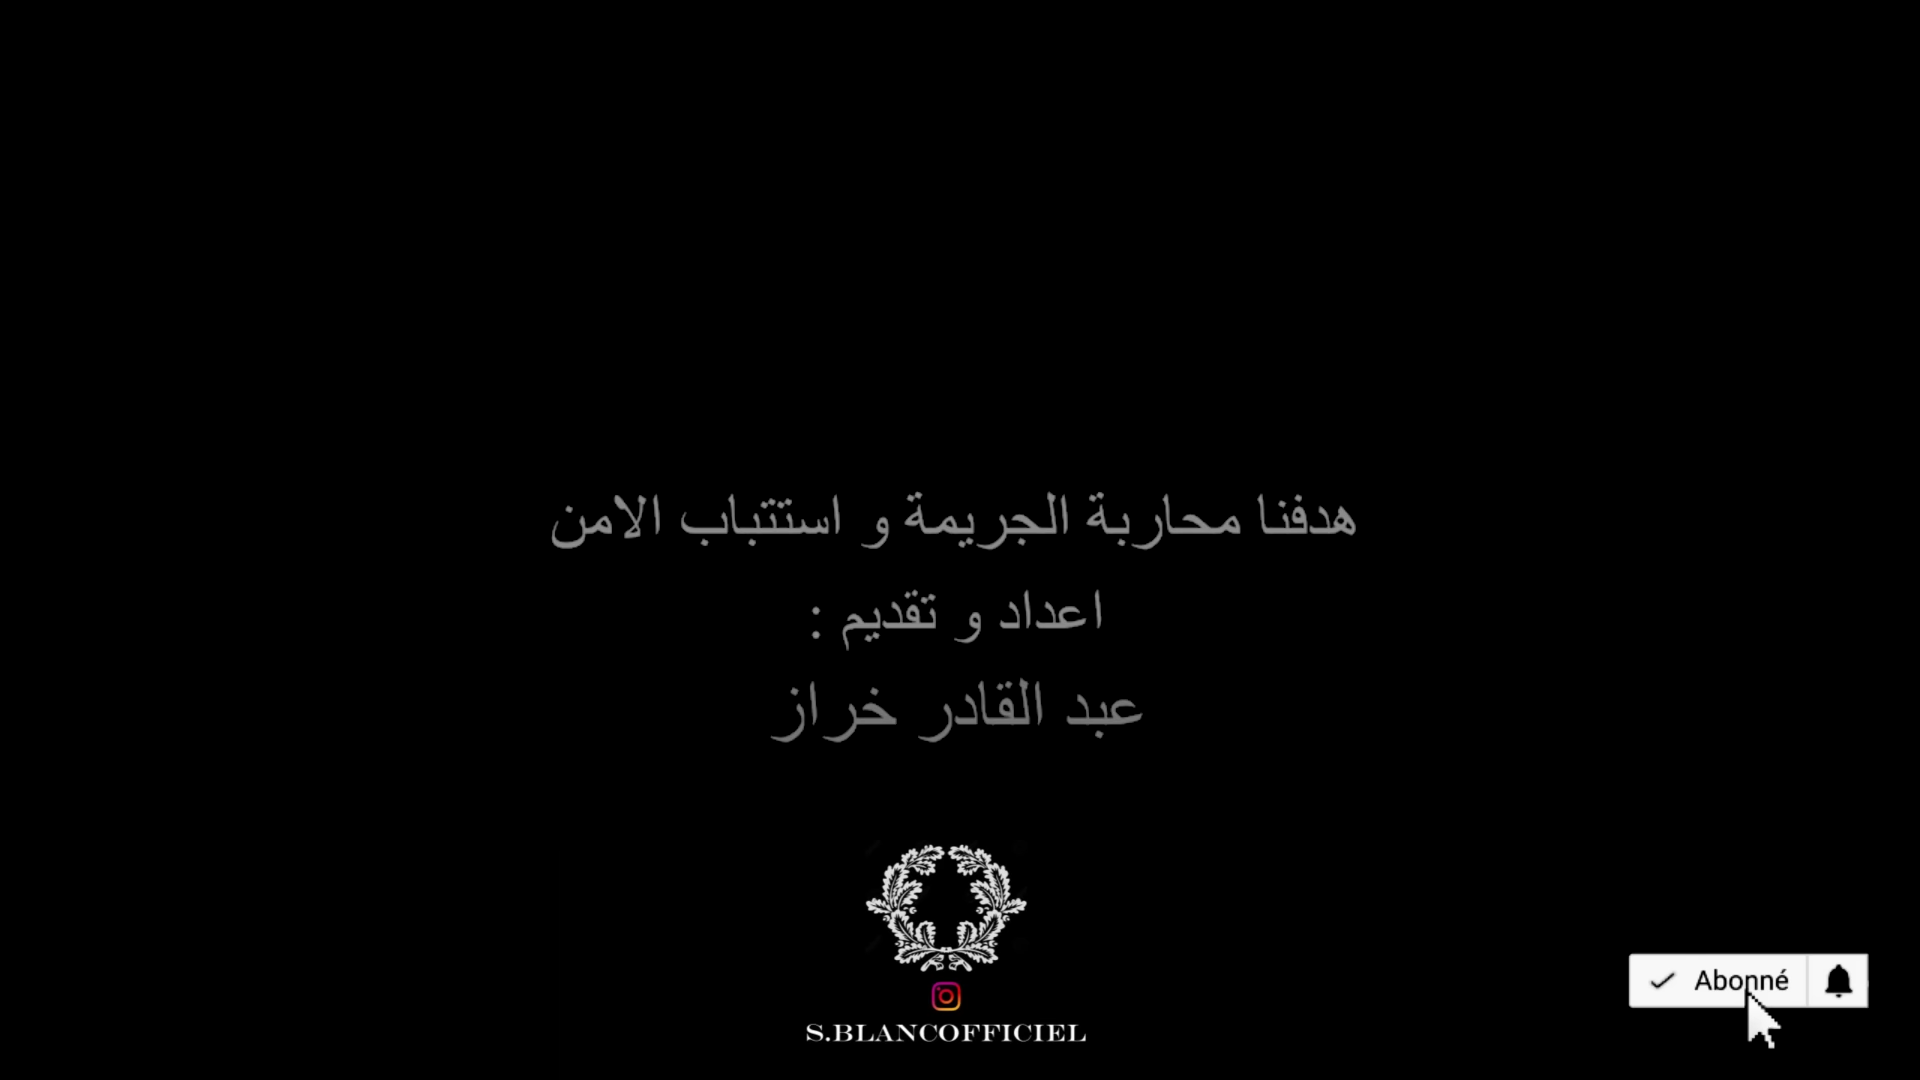 هدفنا محاربة الجريمة و استتباب الامن
اعداد و تقديم :
عبد القادر خراز
S.BLANCOFFICIEL
Abonné